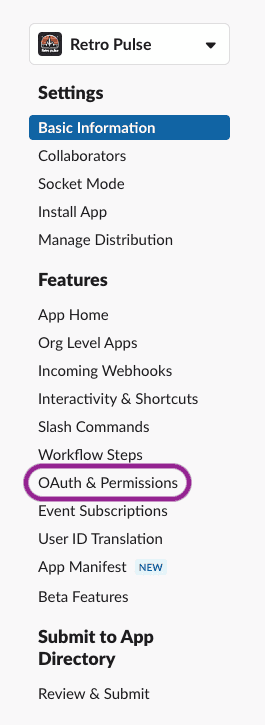 Retro pulse
Retro Pulse
Settings
Basic Information
Collaborators
Socket Mode
Install App
Manage Distribution
Features
App Home
Org Level Apps
Incoming Webhooks
Interactivity & Shortcuts
Slash Commands
Workflow Steps
OAuth & Permissions
Event Subscriptions
User ID Translation
App Manifest NEW
Beta Features
Submit to App
Directory
Review & Submit